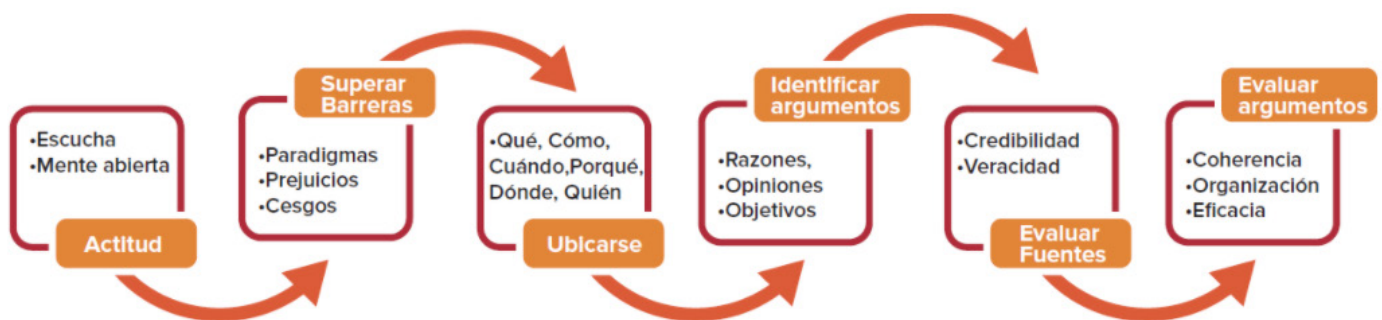 •Escucha
•Mente abierta
Actitud
Superar
Barreras
•Paradigmas
•Prejuicios
•Cesgos
•Qué, Cómo,
Cuándo,Porqué,
Dónde, Quién
Ubicarse
Identificar
argumentos
•Razones,
•Opiniones
•Objetivos
•Credibilidad
•Veracidad
Evaluar
Fuentes
Evaluar
argumentos
•Coherencia
•Organización
•Eficacia